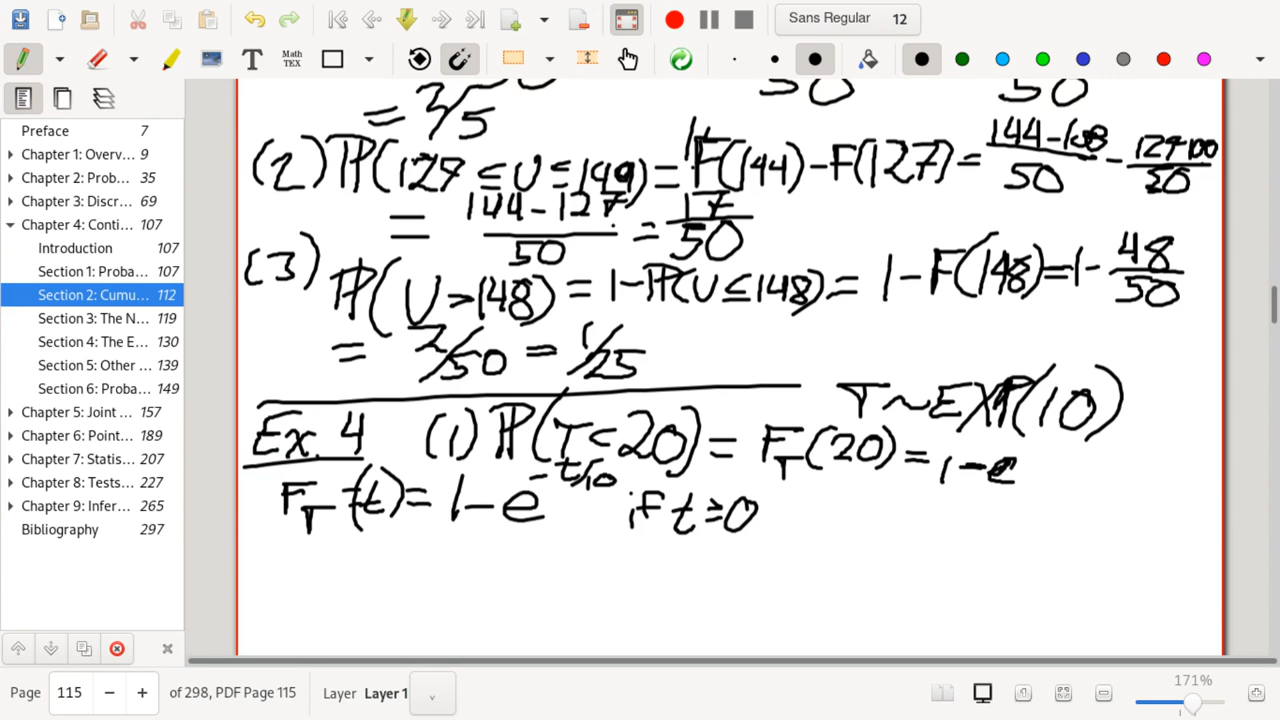 Sans Regular 12
T Math TEX
Preface 7
Chapter 1: Overv... 9
Chapter 2: Prob... 35
Chapter 3: Discr... 69
Chapter 4: Conti... 107
Introduction 107
Section 1: Proba... 107
Section 2: Cumu... 112
Section 3: The N... 119
Section 4: The E... 130
Section 5: Other ... 139
Section 6: Proba... 149
Chapter 5: Joint ... 157
Chapter 6: Point... 189
Chapter 7: Statis... 207
Chapter 8: Tests... 227
Chapter 9: Infer... 265
Bibliography 297
50 50
= 2/5
(2) ℙ(127 ≤ U ≤ 144) = F(144) - F(127) = 144-100/50 - 127-100/50
= 144-127/50 = 17/50
(3) ℙ(U > 148) = 1-ℙ(U ≤ 148) = 1-F(148) = 1- 48/50
= 2/50 = 1/25
T ~ EXP(10)
Ex. 4 (1) ℙ(T ≤ 20) = F_T(20) = 1-e
F_T(t) = 1-e^-t/10 if t ≥ 0
Page 115 of 298, PDF Page 115 Layer Layer 1
171%